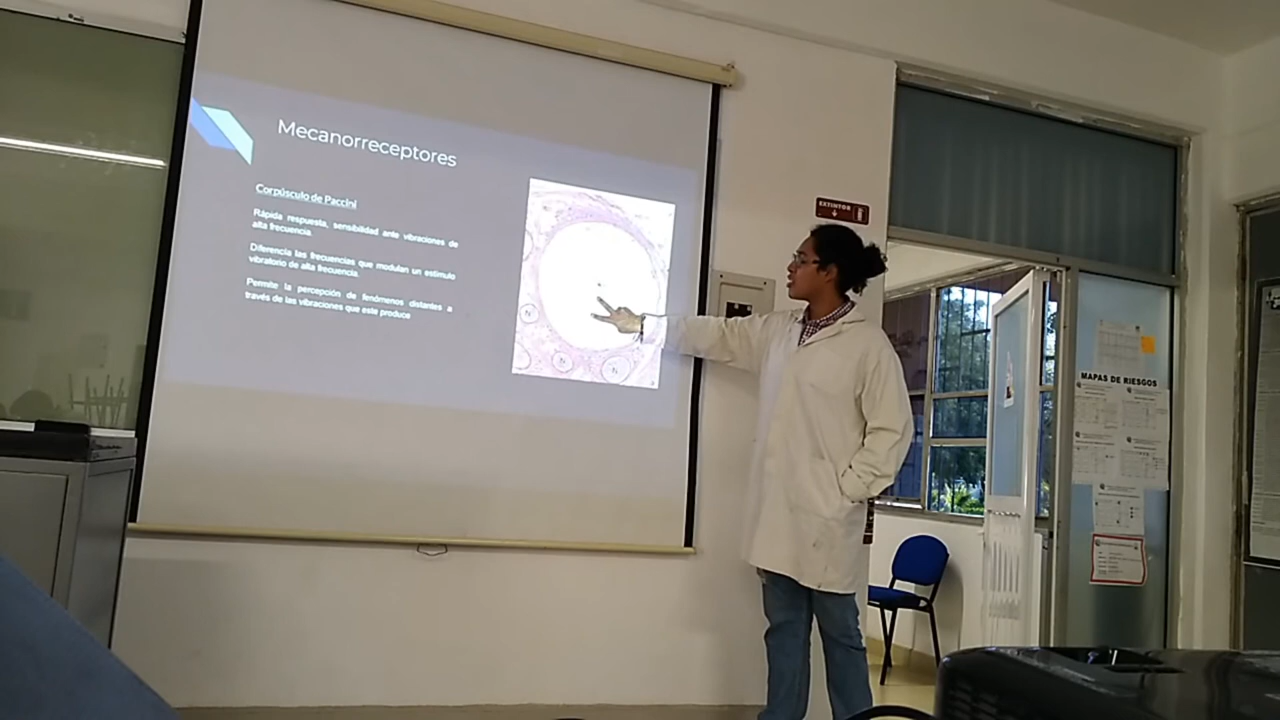 Mecanorreceptores
Corpúsculo de Paccini
Rápida respuesta, sensibilidad ante vibraciones de
alta frecuencia.
Diferencia las frecuencias que modulan un estímulo
vibratorio de alta frecuencia.
Permite la percepción de fenómenos distantes a
través de las vibraciones que este produce
N
N
N
EXTINTOR
MAPAS DE RIESGOS